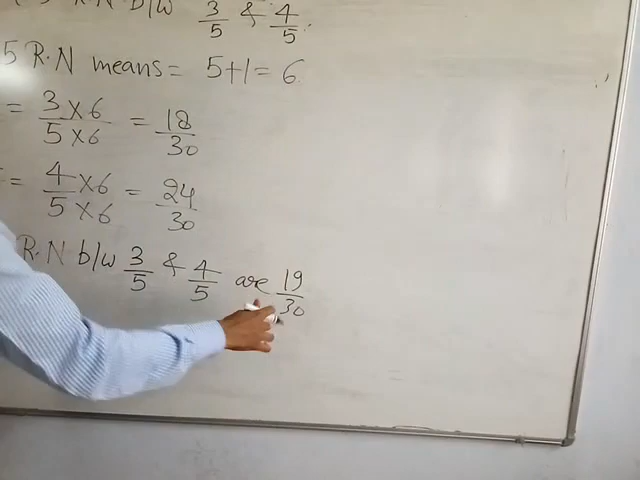 R.N b/w 3/5 & 4/5
5 R.N means = 5+1 = 6
= 3×6/5×6 = 18/30
= 4×6/5×6 = 24/30
R.N b/w 3/5 & 4/5 are 19/30